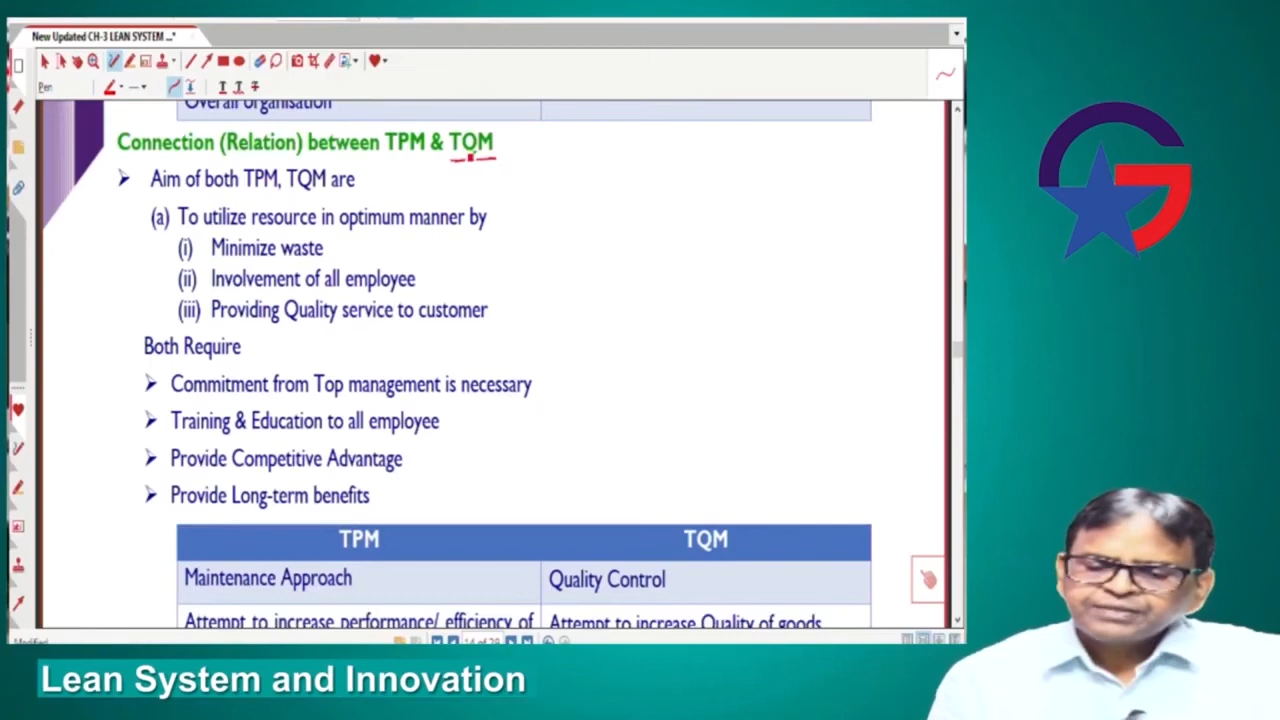 New Updated CH-3 LEAN SYSTEM ...*
Pen
Overall organisation
Connection (Relation) between TPM & TQM
➤ Aim of both TPM, TQM are
(a) To utilize resource in optimum manner by
(i) Minimize waste
(ii) Involvement of all employee
(iii) Providing Quality service to customer
Both Require
➤ Commitment from Top management is necessary
➤ Training & Education to all employee
➤ Provide Competitive Advantage
➤ Provide Long-term benefits
TPM TQM
Maintenance Approach Quality Control
Attempt to increase performance/ efficiency of Attempt to increase Quality of goods
Lean System and Innovation